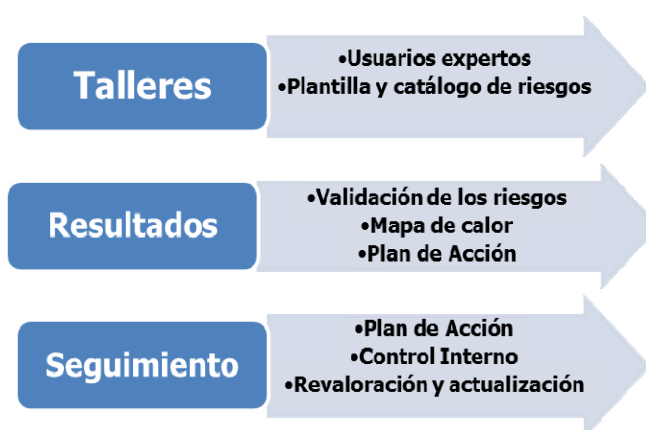 Talleres
•Usuarios expertos
•Plantilla y catálogo de riesgos
Resultados
•Validación de los riesgos
•Mapa de calor
•Plan de Acción
Seguimiento
•Plan de Acción
•Control Interno
•Revaloración y actualización